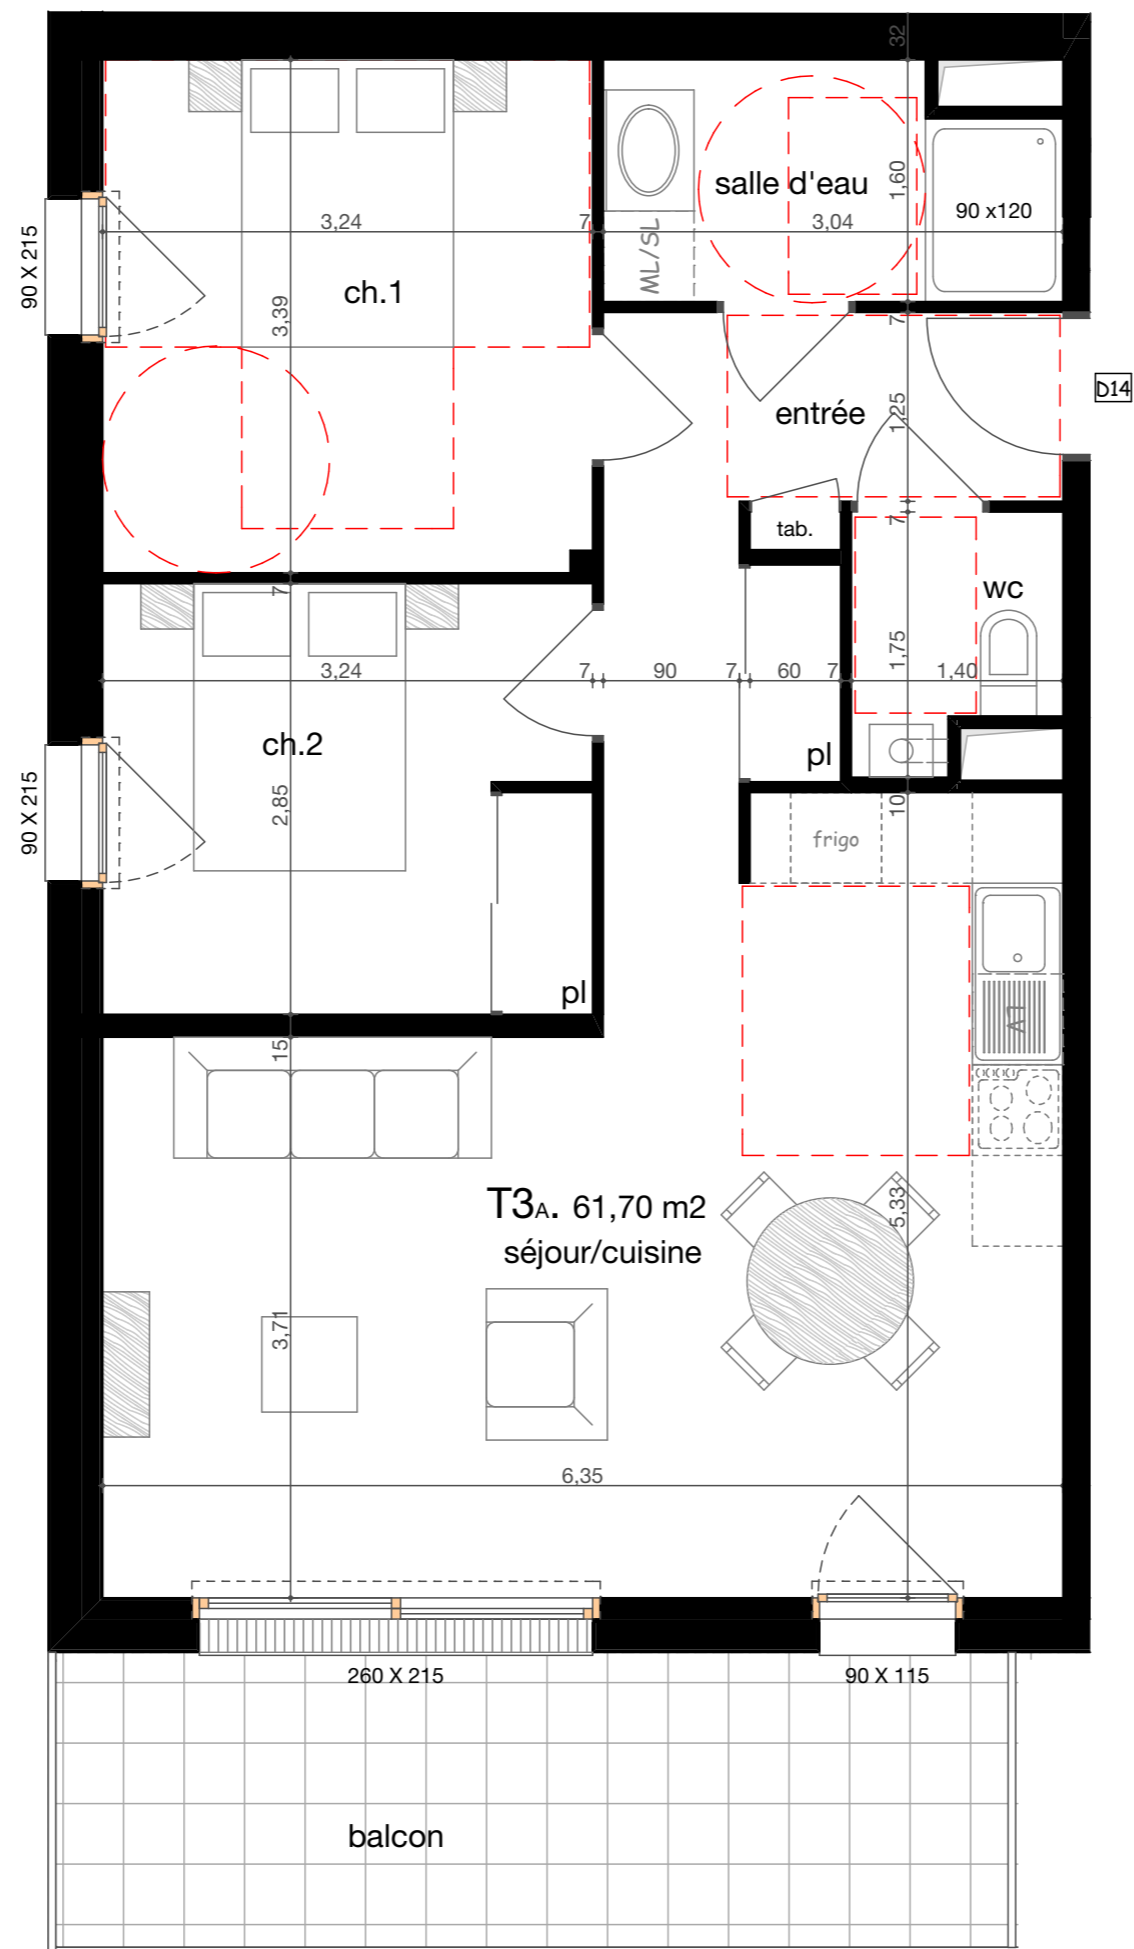 32
salle d'eau
1,60
90 x120
3,24
7
3,04
ML/SL
90 X 215
ch.1
3,39
7
D14
entrée
1,25
tab.
7
7
wc
1,75
3,24
7
90
7
60
7
1,40
ch.2
pl
90 X 215
2,85
10
frigo
pl
LV
15
T3A. 61,70 m2
5,33
séjour/cuisine
3,71
6,35
260 X 215
90 X 115
balcon